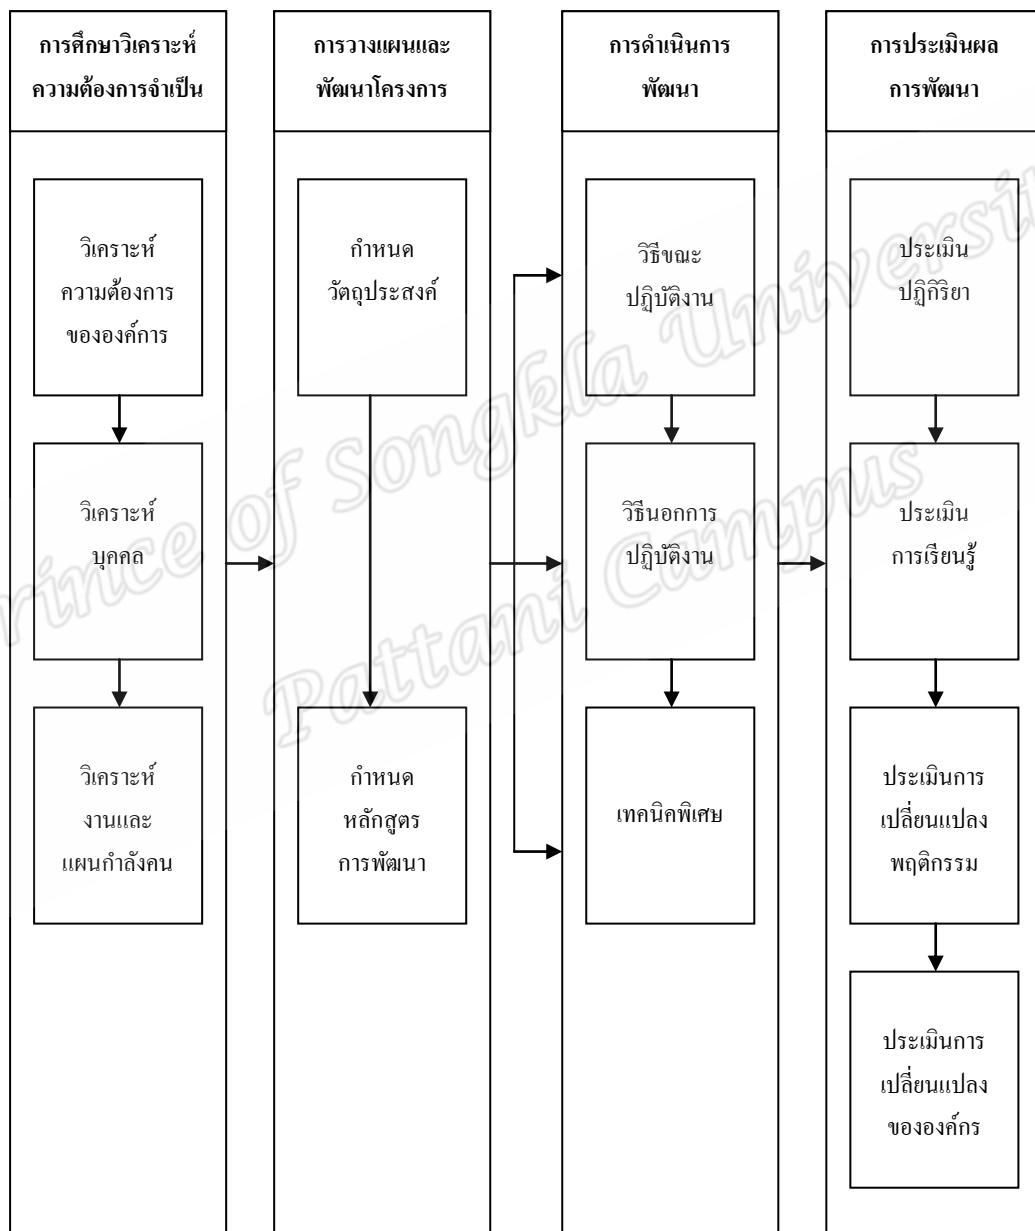 การศึกษาวิเคราะห์
ความต้องการจำเป็น
วิเคราะห์
ความต้องการ
ขององค์การ
วิเคราะห์
บุคคล
วิเคราะห์
งานและ
แผนกำลังคน
การวางแผนและ
พัฒนาโครงการ
กำหนด
วัตถุประสงค์
กำหนด
หลักสูตร
การพัฒนา
การดำเนินการ
พัฒนา
วิธีขณะ
ปฏิบัติงาน
วิธีนอกการ
ปฏิบัติงาน
เทคนิคพิเศษ
การประเมินผล
การพัฒนา
ประเมิน
ปฏิกิริยา
ประเมิน
การเรียนรู้
ประเมินการ
เปลี่ยนแปลง
พฤติกรรม
ประเมินการ
เปลี่ยนแปลง
ขององค์กร
Prince of Songkla University
Pattani Campus